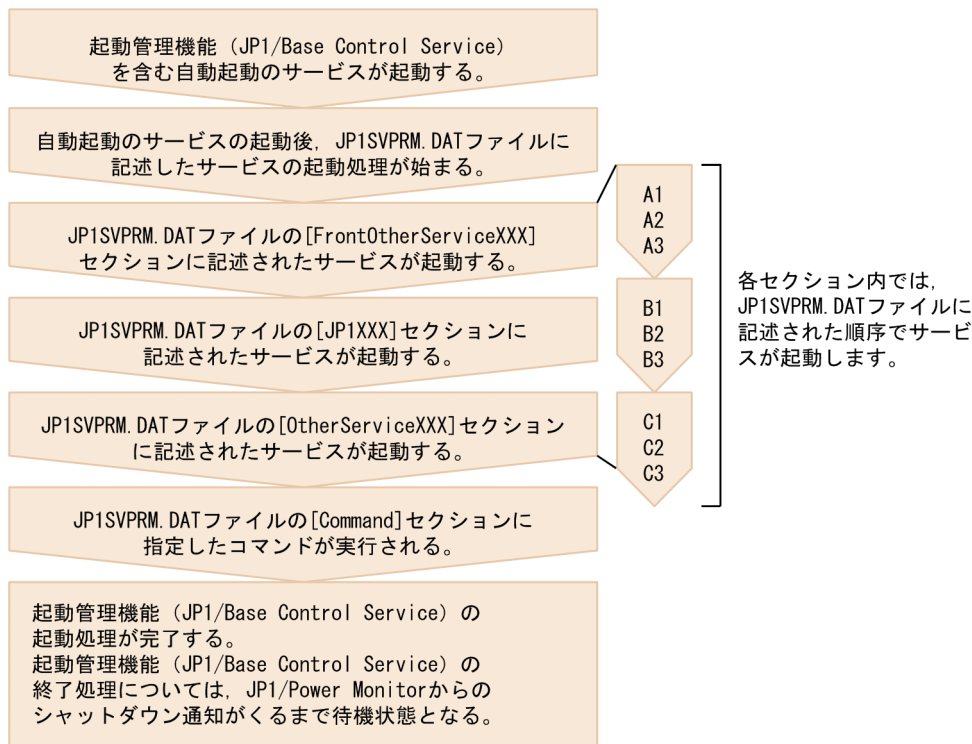 起動管理機能（JP1/Base Control Service）
を含む自動起動のサービスが起動する。
自動起動のサービスの起動後，JP1SVPRM.DATファイルに
記述したサービスの起動処理が始まる。
JP1SVPRM.DATファイルの[FrontOtherServiceXXX]
セクションに記述されたサービスが起動する。
JP1SVPRM.DATファイルの[JP1XXX]セクションに
記述されたサービスが起動する。
JP1SVPRM.DATファイルの[OtherServiceXXX]セクション
に記述されたサービスが起動する。
JP1SVPRM.DATファイルの[Command]セクションに
指定したコマンドが実行される。
起動管理機能（JP1/Base Control Service）の
起動処理が完了する。
起動管理機能（JP1/Base Control Service）の
終了処理については，JP1/Power Monitorからの
シャットダウン通知がくるまで待機状態となる。
A1
A2
A3
B1
B2
B3
C1
C2
C3
各セクション内では，
JP1SVPRM.DATファイルに
記述された順序でサービ
スが起動します。